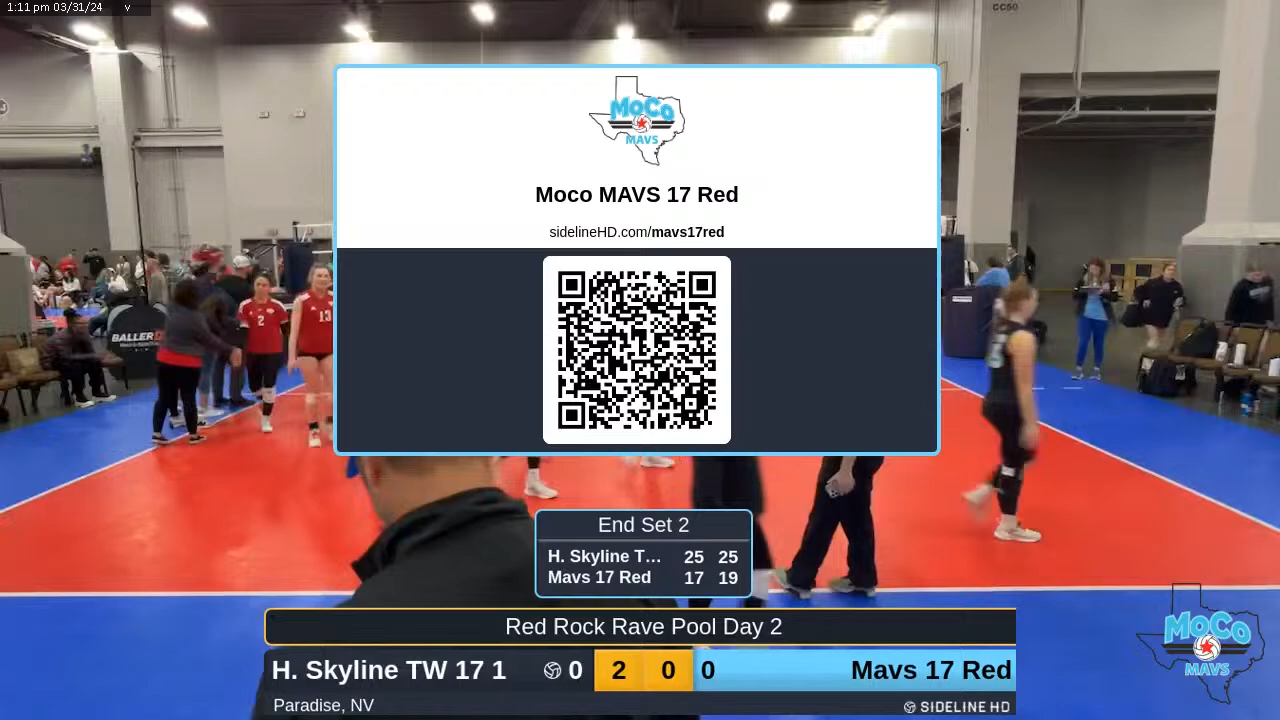 1:11 pm 03/31/24 v
CC50
MoCo
MAVS
Moco MAVS 17 Red
sidelineHD.com/mavs17red
2
13
BALLER
End Set 2
H. Skyline T… 25 25
Mavs 17 Red 17 19
Red Rock Rave Pool Day 2
H. Skyline TW 17 1 0 2 0 0 Mavs 17 Red
Paradise, NV
SIDELINE HD
MoCo
MAVS